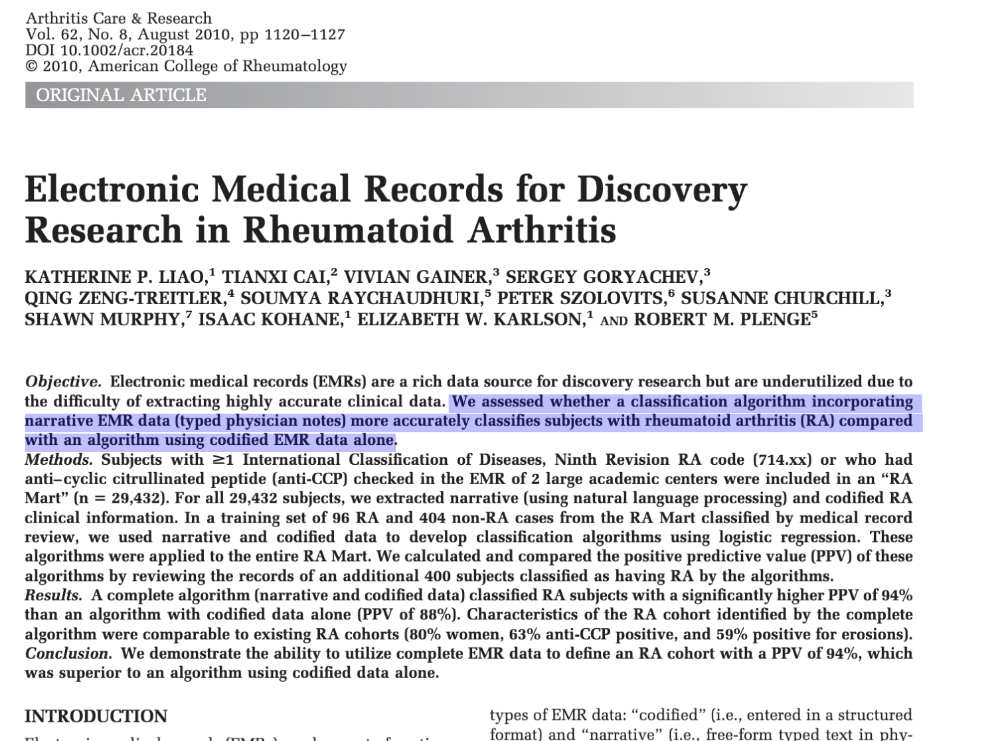 Arthritis Care & Research
Vol. 62, No. 8, August 2010, pp 1120–1127
DOI 10.1002/acr.20184
© 2010, American College of Rheumatology
ORIGINAL ARTICLE
Electronic Medical Records for Discovery
Research in Rheumatoid Arthritis
KATHERINE P. LIAO,¹ TIANXI CAI,² VIVIAN GAINER,³ SERGEY GORYACHEV,³
QING ZENG-TREITLER,⁴ SOUMYA RAYCHAUDHURI,⁵ PETER SZOLOVITS,⁶ SUSANNE CHURCHILL,³
SHAWN MURPHY,⁷ ISAAC KOHANE,¹ ELIZABETH W. KARLSON,¹ AND ROBERT M. PLENGE⁵
Objective. Electronic medical records (EMRs) are a rich data source for discovery research but are underutilized due to
the difficulty of extracting highly accurate clinical data. We assessed whether a classification algorithm incorporating
narrative EMR data (typed physician notes) more accurately classifies subjects with rheumatoid arthritis (RA) compared
with an algorithm using codified EMR data alone.
Methods. Subjects with ≥1 International Classification of Diseases, Ninth Revision RA code (714.xx) or who had
anti–cyclic citrullinated peptide (anti-CCP) checked in the EMR of 2 large academic centers were included in an “RA
Mart” (n = 29,432). For all 29,432 subjects, we extracted narrative (using natural language processing) and codified RA
clinical information. In a training set of 96 RA and 404 non-RA cases from the RA Mart classified by medical record
review, we used narrative and codified data to develop classification algorithms using logistic regression. These
algorithms were applied to the entire RA Mart. We calculated and compared the positive predictive value (PPV) of these
algorithms by reviewing the records of an additional 400 subjects classified as having RA by the algorithms.
Results. A complete algorithm (narrative and codified data) classified RA subjects with a significantly higher PPV of 94%
than an algorithm with codified data alone (PPV of 88%). Characteristics of the RA cohort identified by the complete
algorithm were comparable to existing RA cohorts (80% women, 63% anti-CCP positive, and 59% positive for erosions).
Conclusion. We demonstrate the ability to utilize complete EMR data to define an RA cohort with a PPV of 94%, which
was superior to an algorithm using codified data alone.
INTRODUCTION
types of EMR data: “codified” (i.e., entered in a structured
format) and “narrative” (i.e., free-form typed text in phy-